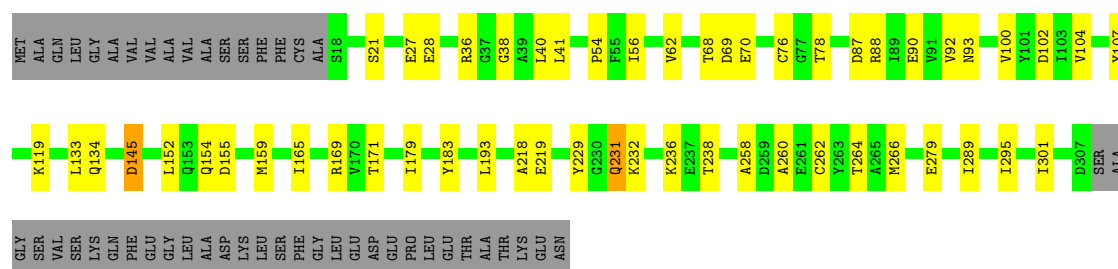 MET ALA GLN LEU GLY ALA VAL VAL ALA VAL ALA SER SER PHE PHE CYS ALA S18 S21 E27 E28 R36 G37 G38 A39 L40 L41 P54 F55 I56 V62 T68 D69 E70 C76 G77 T78 D87 R88 I89 E90 V91 V92 N93 V100 Y101 D102 I103 V104
K119 L133 Q134 D145 L152 Q153 Q154 D155 M159 I165 R169 V170 T171 I179 Y183 L193 A218 E219 Y229 G230 Q231 K232 K236 E237 T238 A258 D259 A260 E261 C262 Y263 T264 A265 M266 E279 I289 I295 I301 D307 SER ALA
GLY SER VAL SER LYS GLN PHE GLU GLY LEU ALA ASP LYS LEU SER PHE GLY LEU GLU ASP GLU PRO LEU GLU THR ALA THR LYS GLU ASN